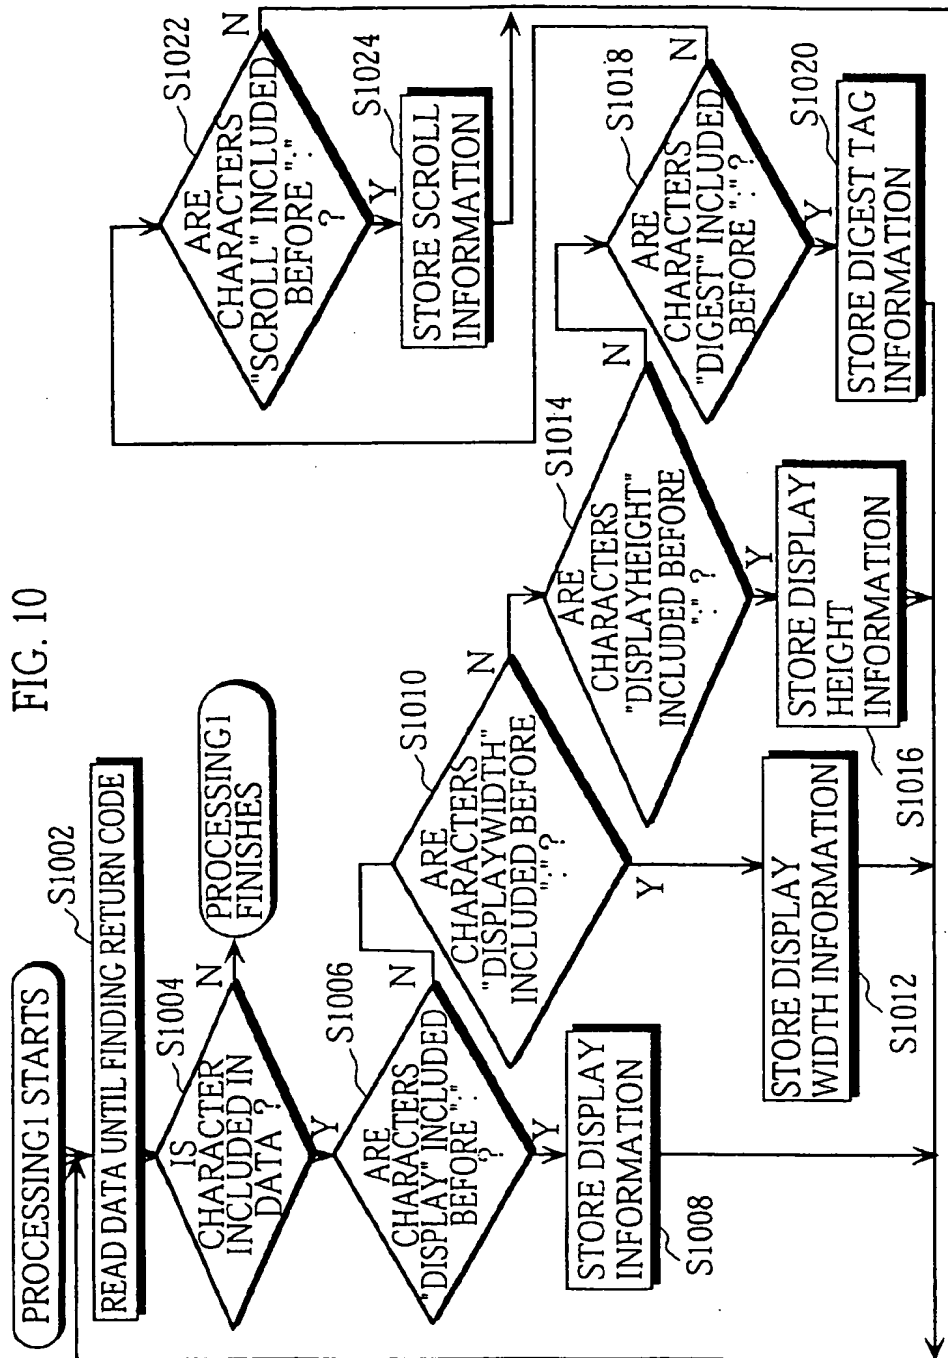 FIG. 10
PROCESSING1 STARTS
S1002
READ DATA UNTIL FINDING RETURN CODE
S1004
IS
CHARACTER
INCLUDED IN
DATA ?
N
PROCESSING1
FINISHES
Y
S1006
ARE
CHARACTERS
"DISPLAY" INCLUDED
BEFORE ":"
?
N
Y
STORE DISPLAY
INFORMATION
S1008
S1010
ARE
CHARACTERS
"DISPLAYWIDTH"
INCLUDED BEFORE
":" ?
N
Y
STORE DISPLAY
WIDTH INFORMATION
S1012
S1014
ARE
CHARACTERS
"DISPLAYHEIGHT"
INCLUDED BEFORE
":" ?
N
Y
STORE DISPLAY
HEIGHT
INFORMATION
S1016
S1018
ARE
CHARACTERS
"DIGEST" INCLUDED
BEFORE ":" ?
N
Y
S1020
STORE DIGEST TAG
INFORMATION
S1022
ARE
CHARACTERS
"SCROLL" INCLUDED
BEFORE ":"
?
N
Y
S1024
STORE SCROLL
INFORMATION